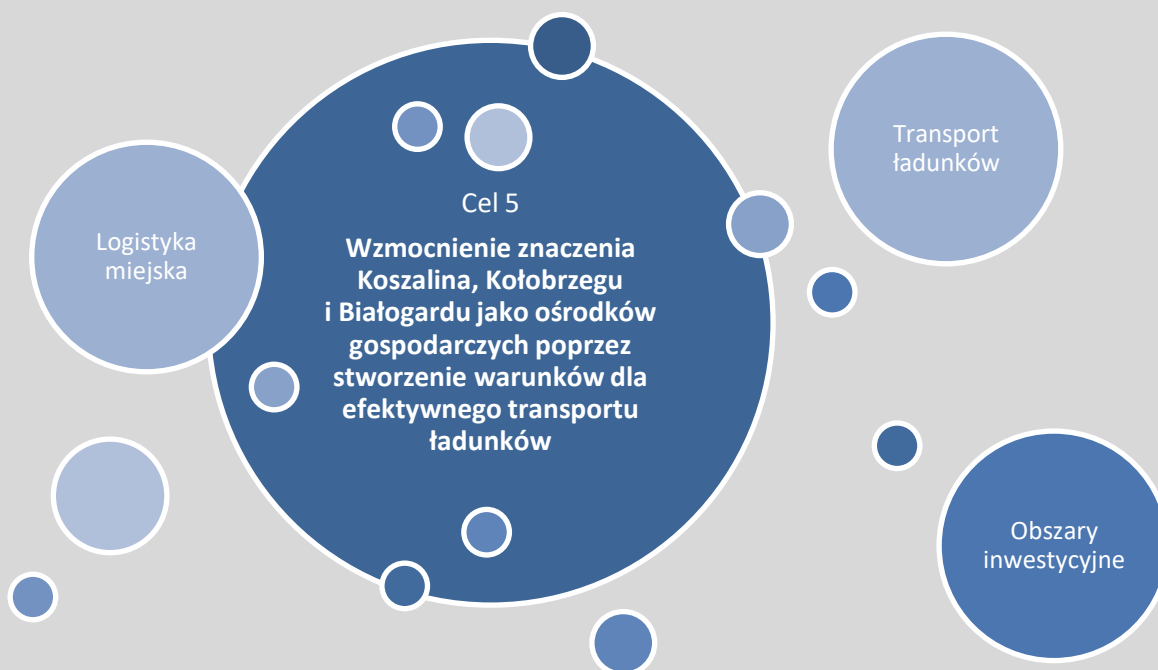 Transport
ładunków
Cel 5
Wzmocnienie znaczenia
Koszalina, Kołobrzegu
i Białogardu jako ośrodków
gospodarczych poprzez
stworzenie warunków dla
efektywnego transportu
ładunków
Logistyka
miejska
Obszary
inwestycyjne